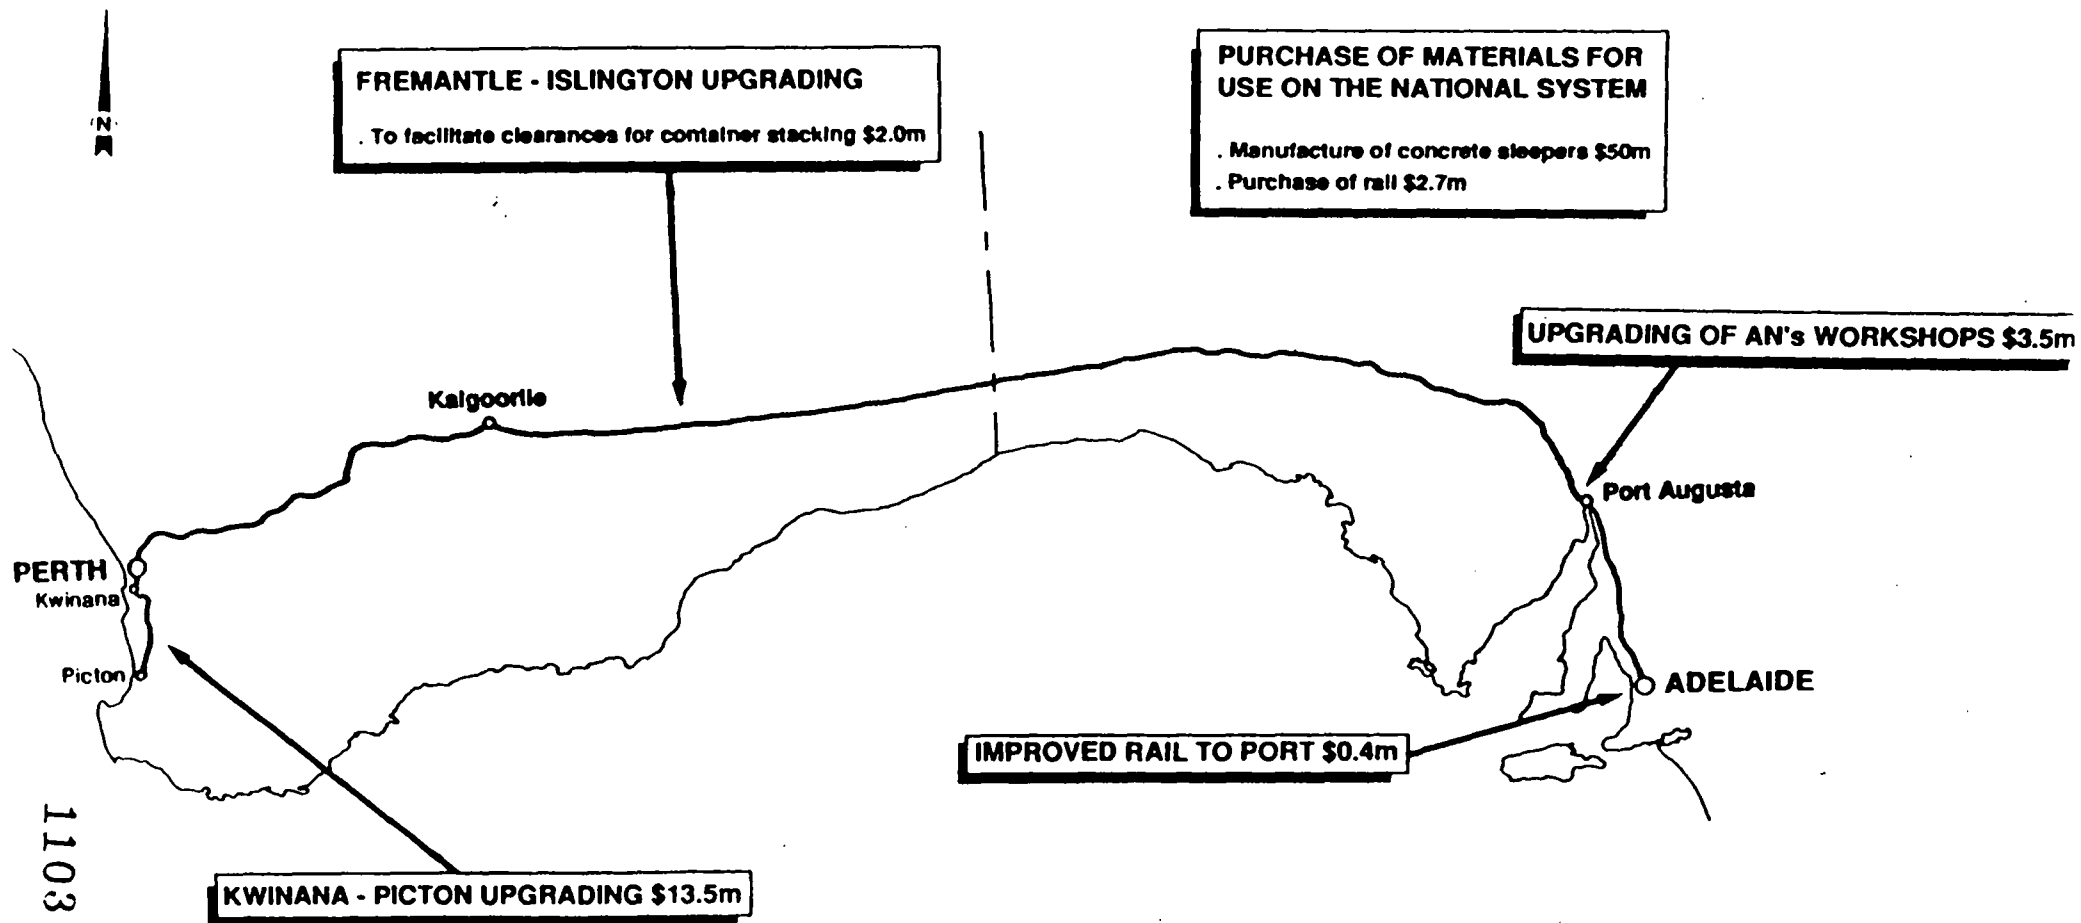 N
FREMANTLE - ISLINGTON UPGRADING
. To facilitate clearances for container stacking $2.0m
PURCHASE OF MATERIALS FOR
USE ON THE NATIONAL SYSTEM
. Manufacture of concrete sleepers $50m
. Purchase of rail $2.7m
UPGRADING OF AN's WORKSHOPS $3.5m
Kalgoorlie
Port Augusta
PERTH
Kwinana
Picton
ADELAIDE
IMPROVED RAIL TO PORT $0.4m
KWINANA - PICTON UPGRADING $13.5m
1103